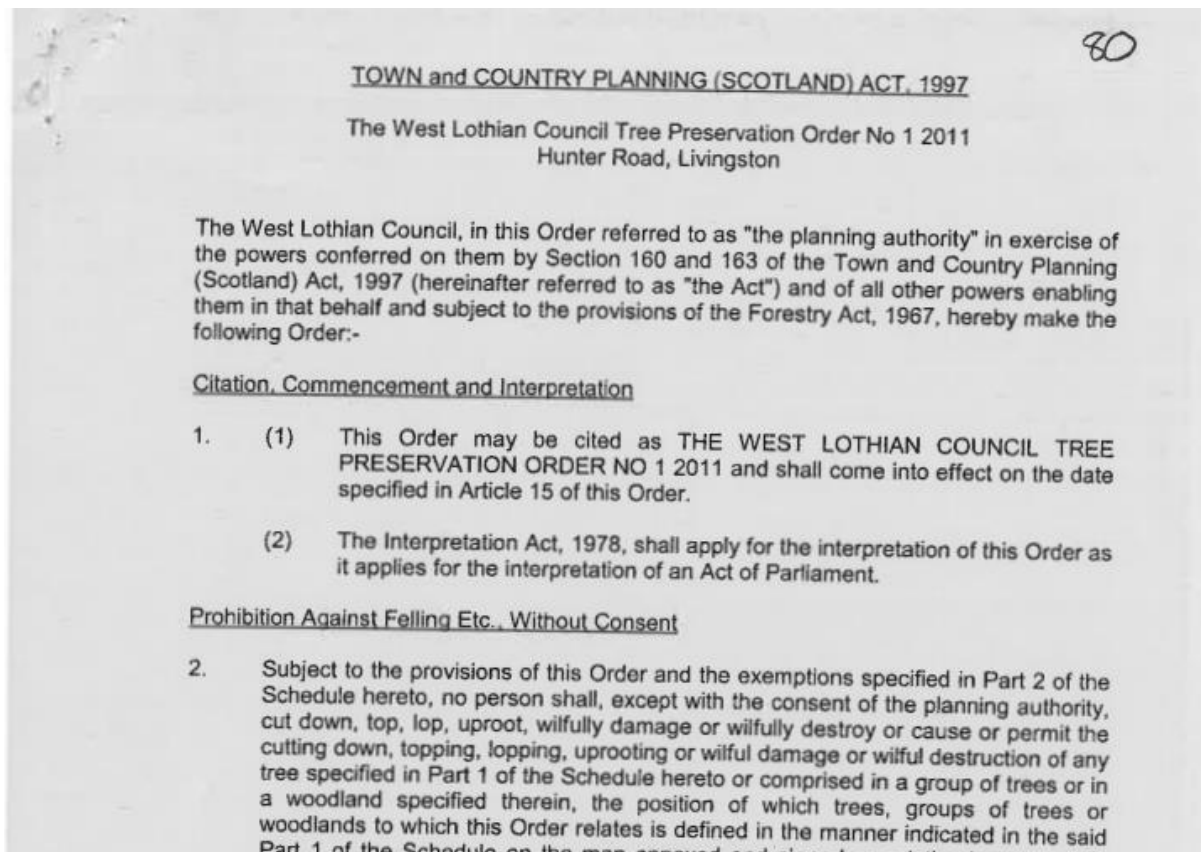 80
TOWN and COUNTRY PLANNING (SCOTLAND) ACT, 1997
The West Lothian Council Tree Preservation Order No 1 2011
Hunter Road, Livingston
The West Lothian Council, in this Order referred to as "the planning authority" in exercise of
the powers conferred on them by Section 160 and 163 of the Town and Country Planning
(Scotland) Act, 1997 (hereinafter referred to as "the Act") and of all other powers enabling
them in that behalf and subject to the provisions of the Forestry Act, 1967, hereby make the
following Order:-
Citation, Commencement and Interpretation
1. (1) This Order may be cited as THE WEST LOTHIAN COUNCIL TREE
PRESERVATION ORDER NO 1 2011 and shall come into effect on the date
specified in Article 15 of this Order.
(2) The Interpretation Act, 1978, shall apply for the interpretation of this Order as
it applies for the interpretation of an Act of Parliament.
Prohibition Against Felling Etc., Without Consent
2. Subject to the provisions of this Order and the exemptions specified in Part 2 of the
Schedule hereto, no person shall, except with the consent of the planning authority,
cut down, top, lop, uproot, wilfully damage or wilfully destroy or cause or permit the
cutting down, topping, lopping, uprooting or wilful damage or wilful destruction of any
tree specified in Part 1 of the Schedule hereto or comprised in a group of trees or in
a woodland specified therein, the position of which trees, groups of trees or
woodlands to which this Order relates is defined in the manner indicated in the said
Part 1 of the Schedule on the map